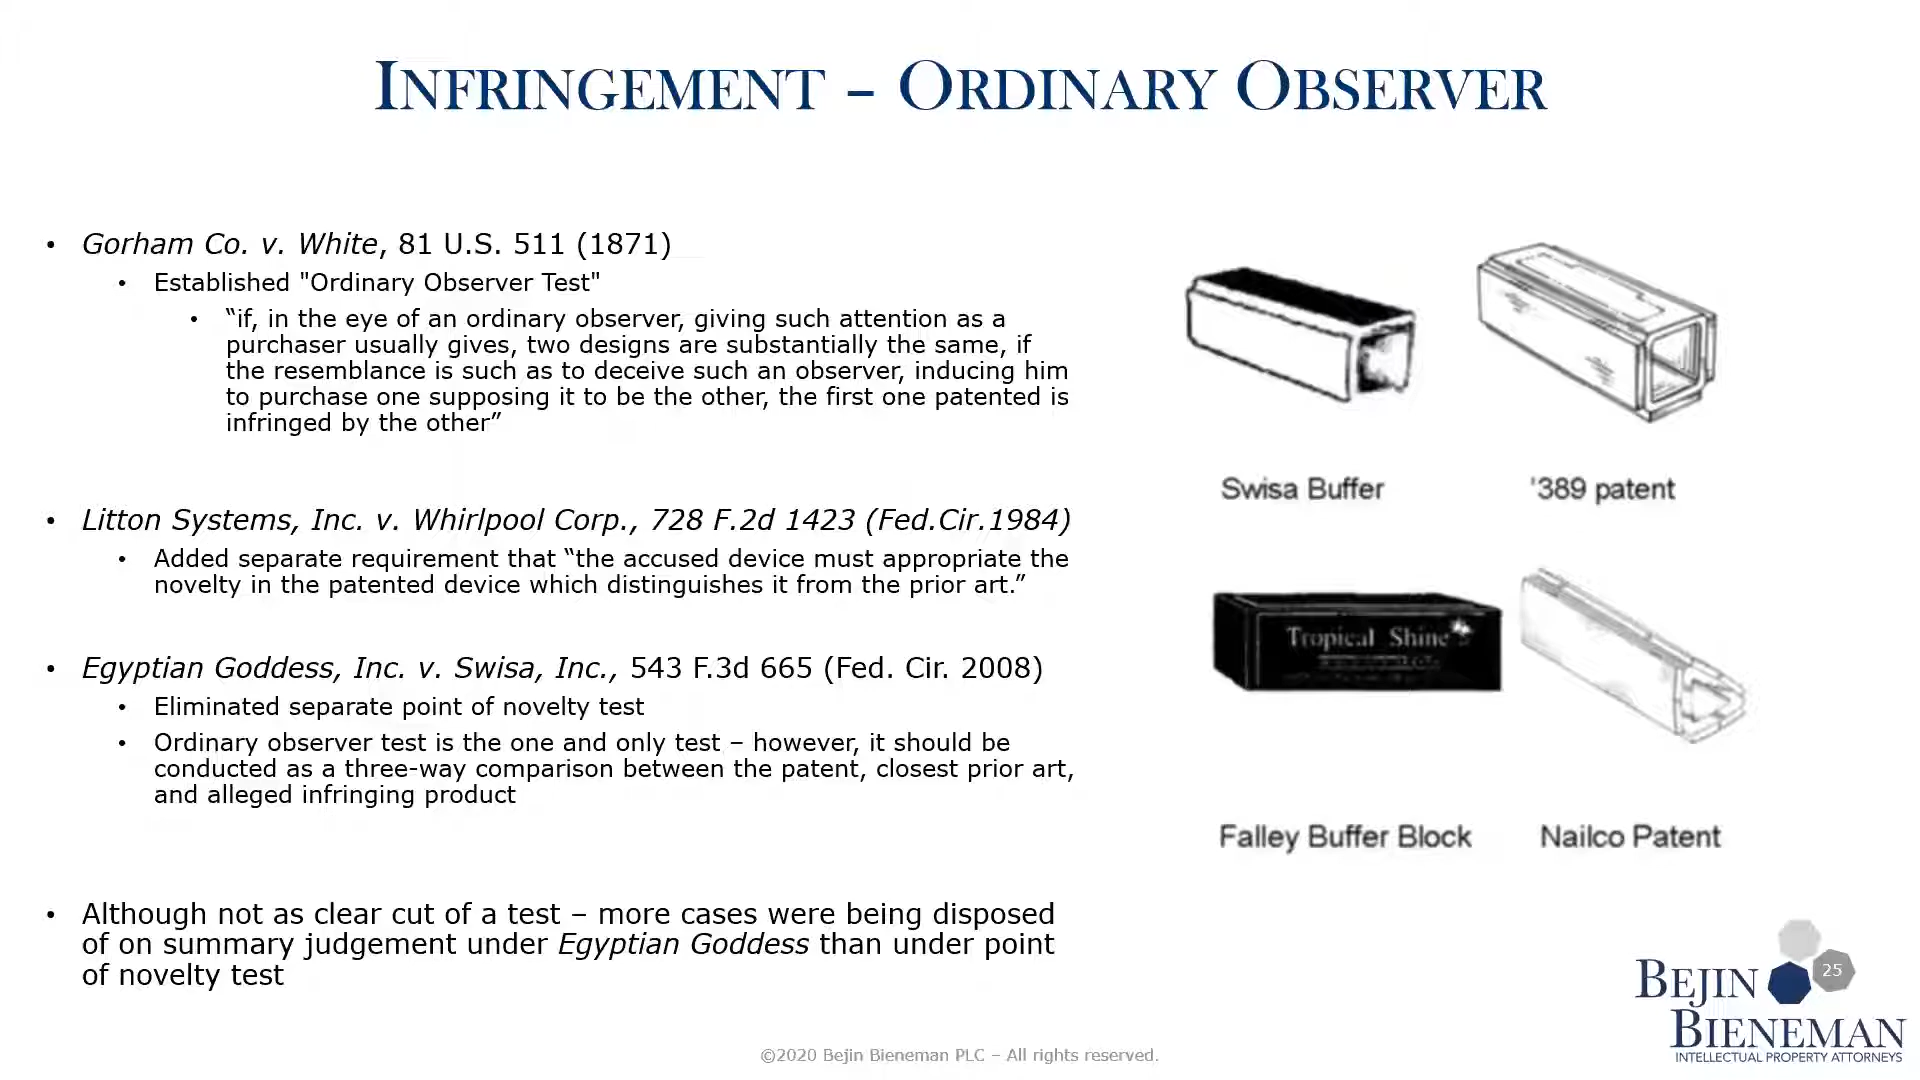 INFRINGEMENT – ORDINARY OBSERVER
• Gorham Co. v. White, 81 U.S. 511 (1871)
• Established "Ordinary Observer Test"
• “if, in the eye of an ordinary observer, giving such attention as a
purchaser usually gives, two designs are substantially the same, if
the resemblance is such as to deceive such an observer, inducing him
to purchase one supposing it to be the other, the first one patented is
infringed by the other”
• Litton Systems, Inc. v. Whirlpool Corp., 728 F.2d 1423 (Fed.Cir.1984)
• Added separate requirement that “the accused device must appropriate the
novelty in the patented device which distinguishes it from the prior art.”
• Egyptian Goddess, Inc. v. Swisa, Inc., 543 F.3d 665 (Fed. Cir. 2008)
• Eliminated separate point of novelty test
• Ordinary observer test is the one and only test – however, it should be
conducted as a three-way comparison between the patent, closest prior art,
and alleged infringing product
• Although not as clear cut of a test – more cases were being disposed
of on summary judgement under Egyptian Goddess than under point
of novelty test
Swisa Buffer
'389 patent
Tropical Shine
Falley Buffer Block
Nailco Patent
25
BEJIN
BIENEMAN
INTELLECTUAL PROPERTY ATTORNEYS
©2020 Bejin Bieneman PLC – All rights reserved.